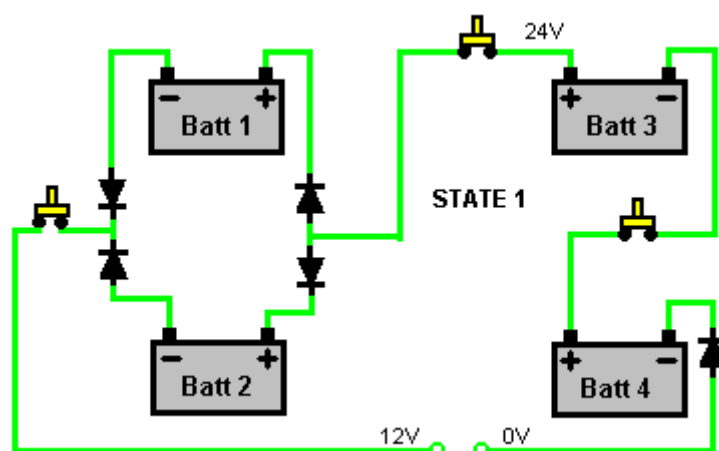 24V
− +
Batt 1
+ −
Batt 3
STATE 1
− +
Batt 2
+ −
Batt 4
12V 0V